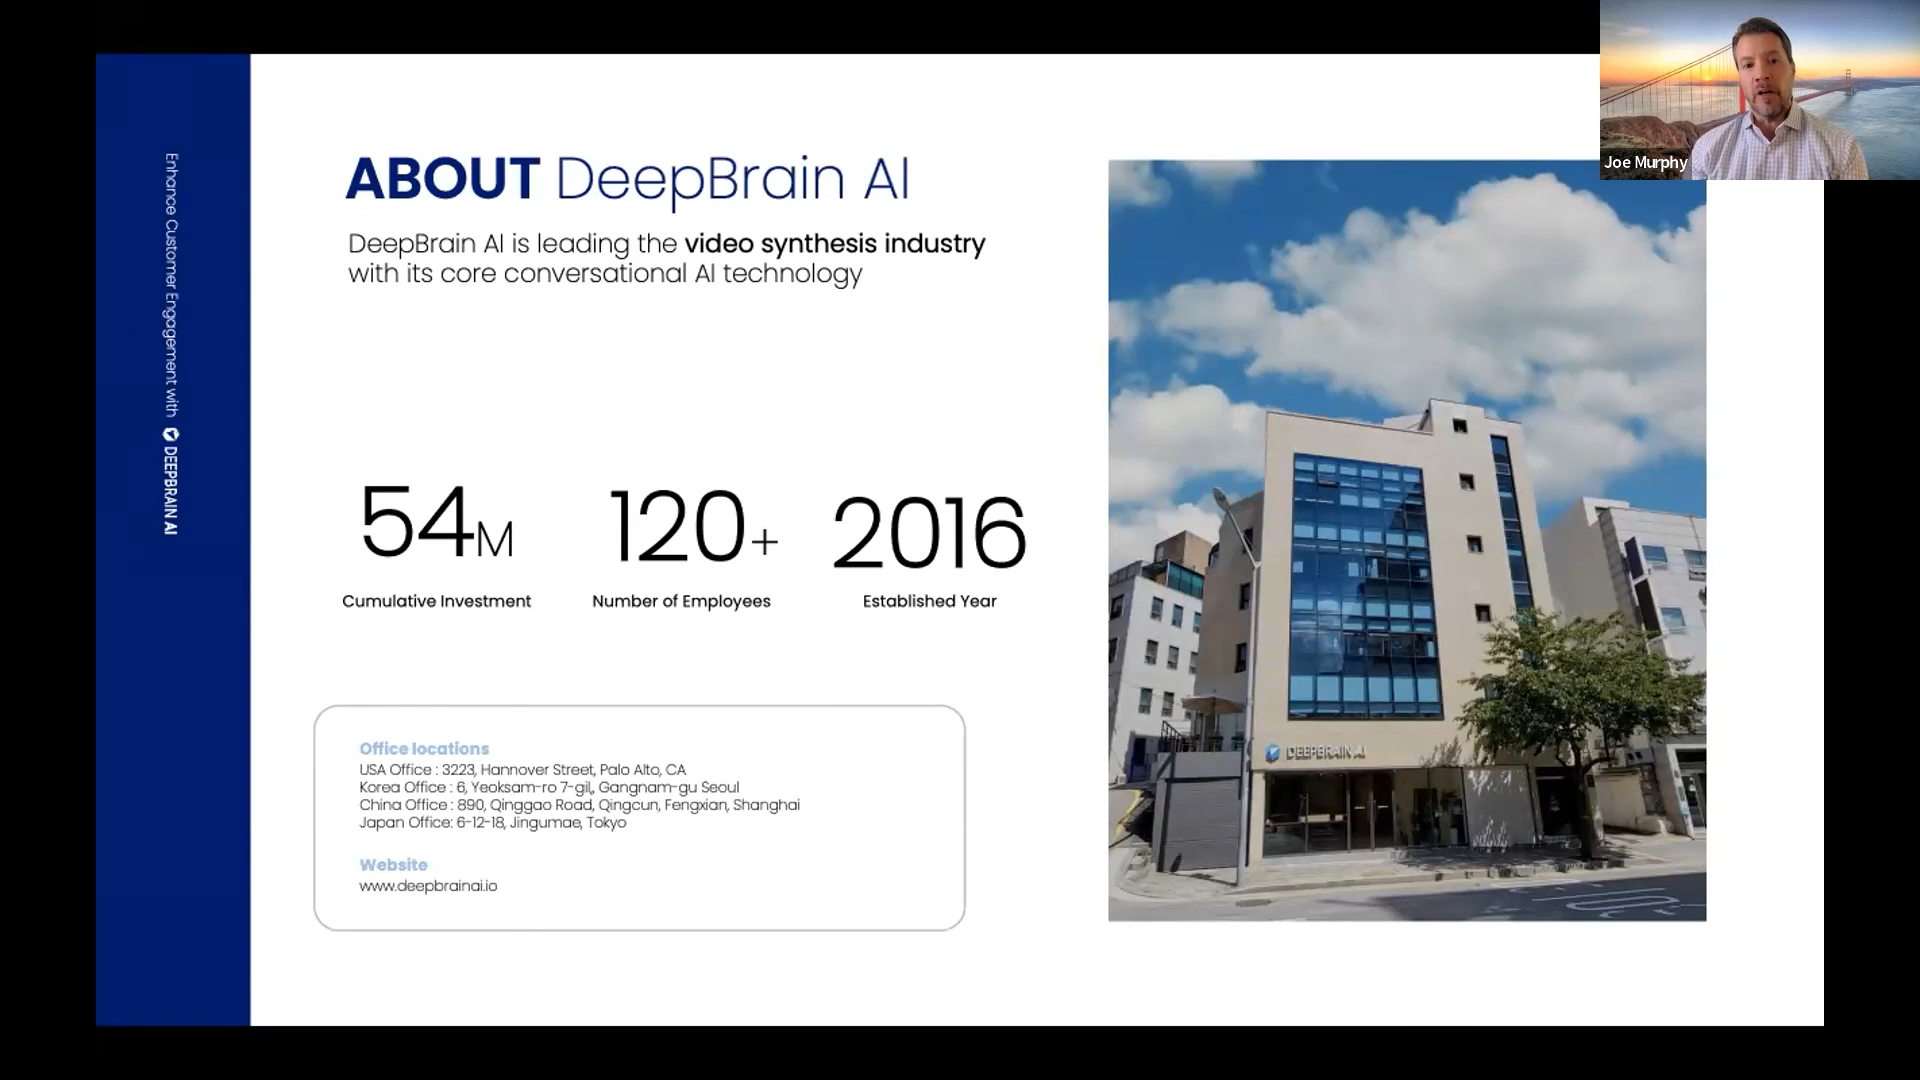 Joe Murphy
Enhance Customer Engagement with DEEPBRAIN AI
ABOUT DeepBrain AI
DeepBrain AI is leading the video synthesis industry
with its core conversational AI technology
54M
Cumulative Investment
120+
Number of Employees
2016
Established Year
Office locations
USA Office : 3223, Hannover Street, Palo Alto, CA
Korea Office : 6, Yeoksam-ro 7-gil, Gangnam-gu Seoul
China Office : 890, Qinggao Road, Qingcun, Fengxian, Shanghai
Japan Office: 6-12-18, Jingumae, Tokyo
Website
www.deepbrainai.io
DEEPBRAIN AI